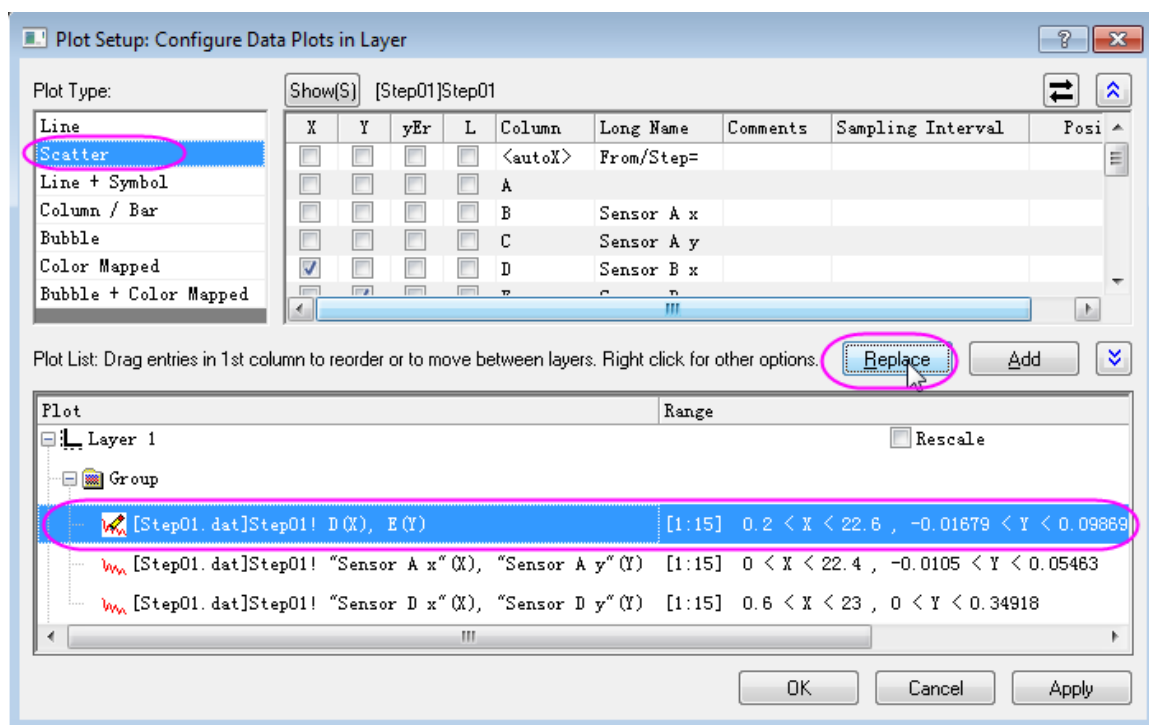 Plot Setup: Configure Data Plots in Layer
Plot Type:
Show(S) [Step01]Step01
Line
Scatter
Line + Symbol
Column / Bar
Bubble
Color Mapped
Bubble + Color Mapped
X Y yEr L Column Long Name Comments Sampling Interval Posi
<autoX> From/Step=
A
B Sensor A x
C Sensor A y
D Sensor B x
Plot List: Drag entries in 1st column to reorder or to move between layers. Right click for other options. Replace Add
Plot Range
Layer 1 Rescale
Group
[Step01.dat]Step01! D(X), E(Y) [1:15] 0.2 < X < 22.6 , -0.01679 < Y < 0.09869
[Step01.dat]Step01! "Sensor A x"(X), "Sensor A y"(Y) [1:15] 0 < X < 22.4 , -0.0105 < Y < 0.05463
[Step01.dat]Step01! "Sensor D x"(X), "Sensor D y"(Y) [1:15] 0.6 < X < 23 , 0 < Y < 0.34918
OK Cancel Apply